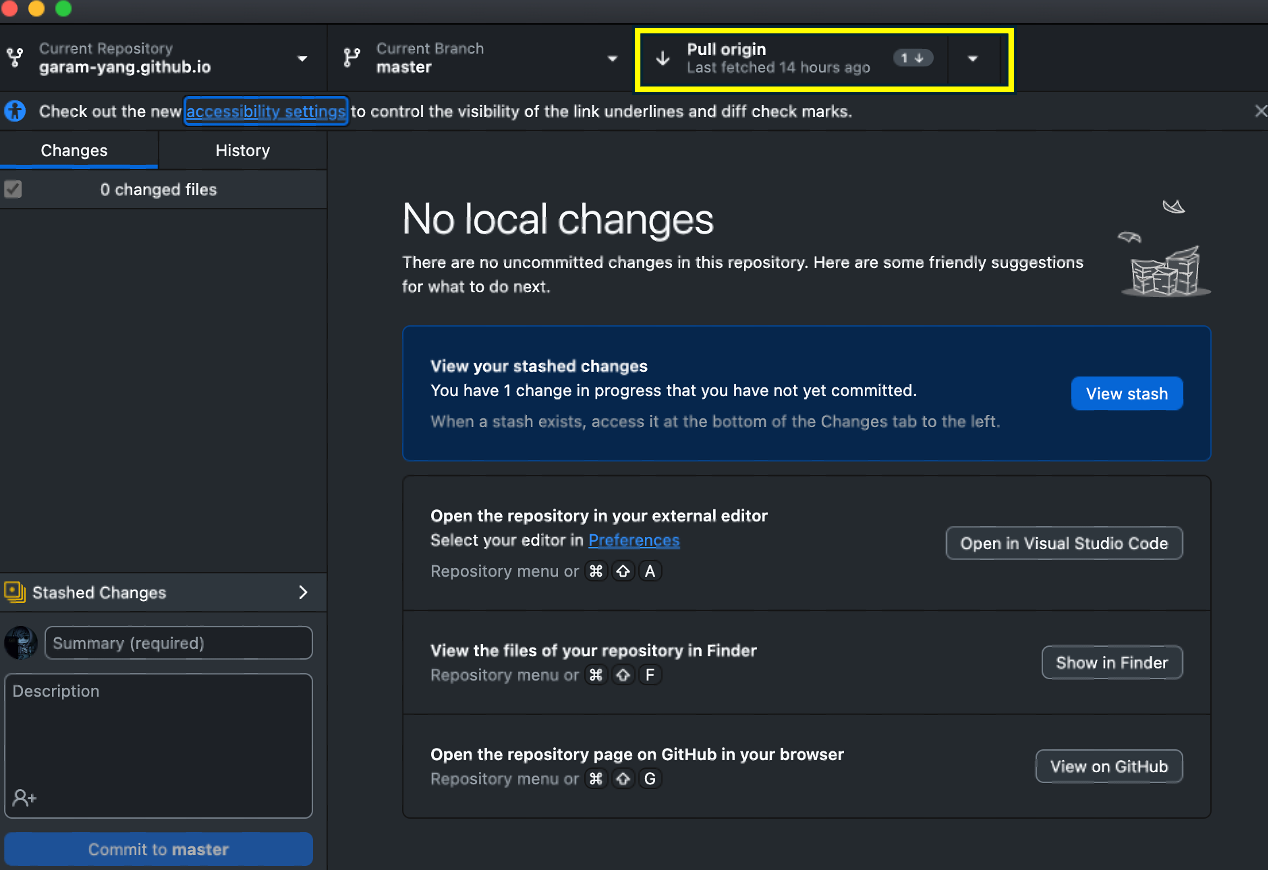 Current Repository
garam-yang.github.io
Current Branch
master
Pull origin
Last fetched 14 hours ago
1 ↓
Check out the new accessibility settings to control the visibility of the link underlines and diff check marks.
Changes
History
0 changed files
No local changes
There are no uncommitted changes in this repository. Here are some friendly suggestions
for what to do next.
View your stashed changes
You have 1 change in progress that you have not yet committed.
When a stash exists, access it at the bottom of the Changes tab to the left.
View stash
Open the repository in your external editor
Select your editor in Preferences
Repository menu or ⌘ ⇧ A
Open in Visual Studio Code
View the files of your repository in Finder
Repository menu or ⌘ ⇧ F
Show in Finder
Open the repository page on GitHub in your browser
Repository menu or ⌘ ⇧ G
View on GitHub
Stashed Changes
Summary (required)
Description
Commit to master